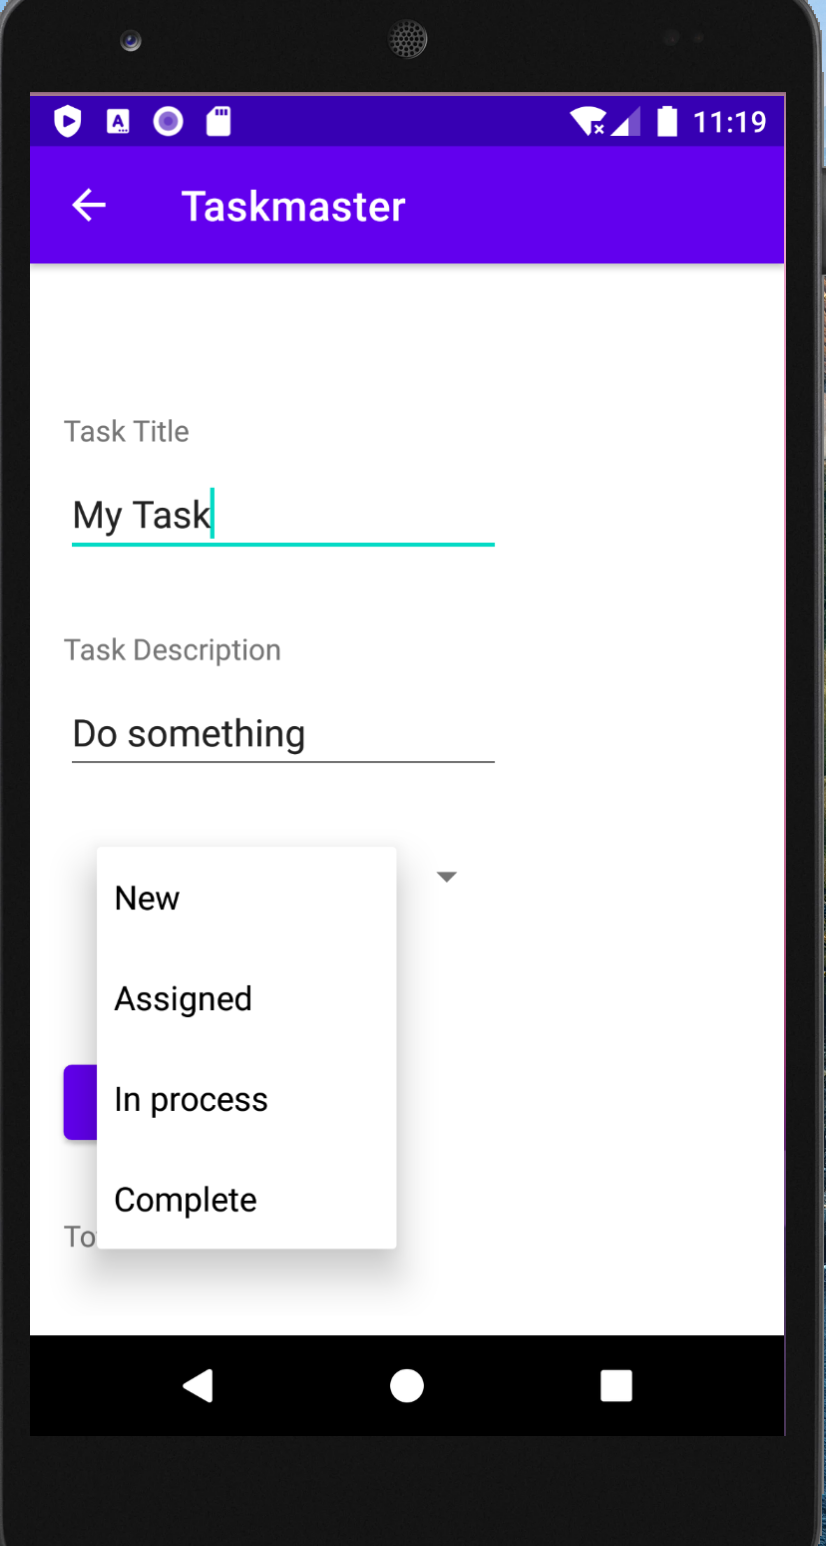 11:19
Taskmaster
Task Title
My Task
Task Description
Do something
New
Assigned
In process
Complete
To